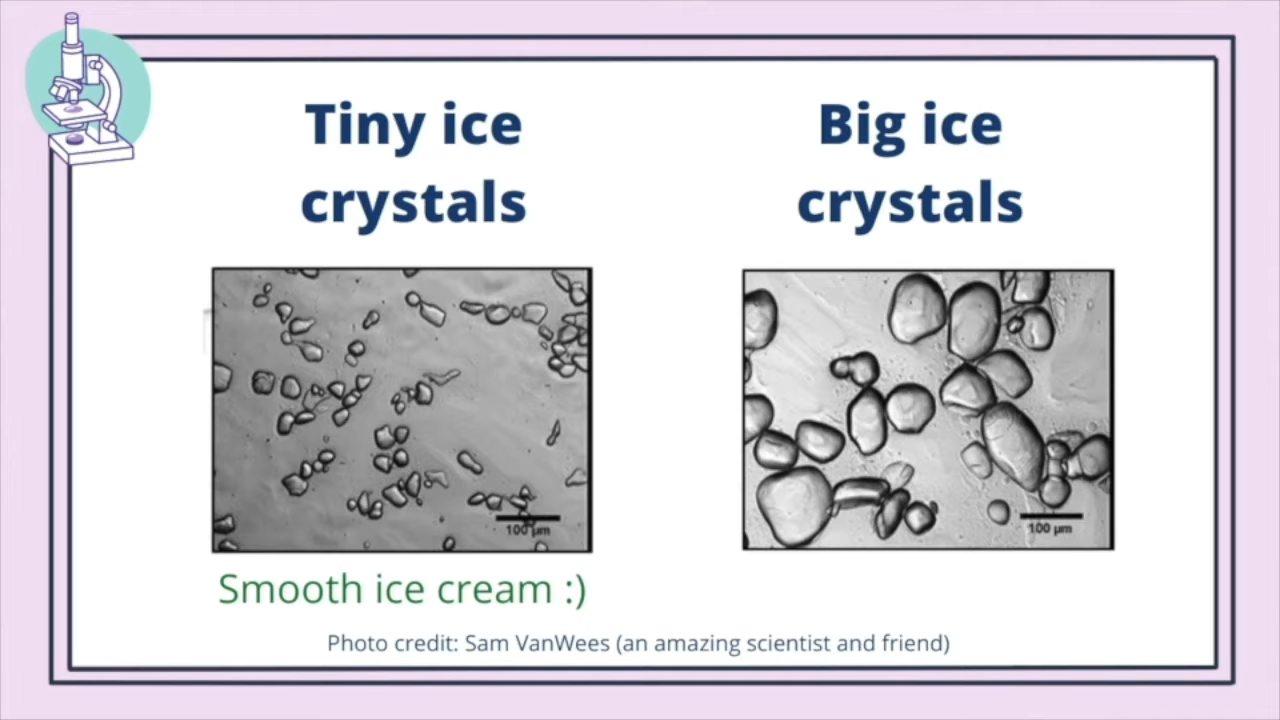 Tiny ice
crystals
Big ice
crystals
100 µm
100 µm
Smooth ice cream :)
Photo credit: Sam VanWees (an amazing scientist and friend)